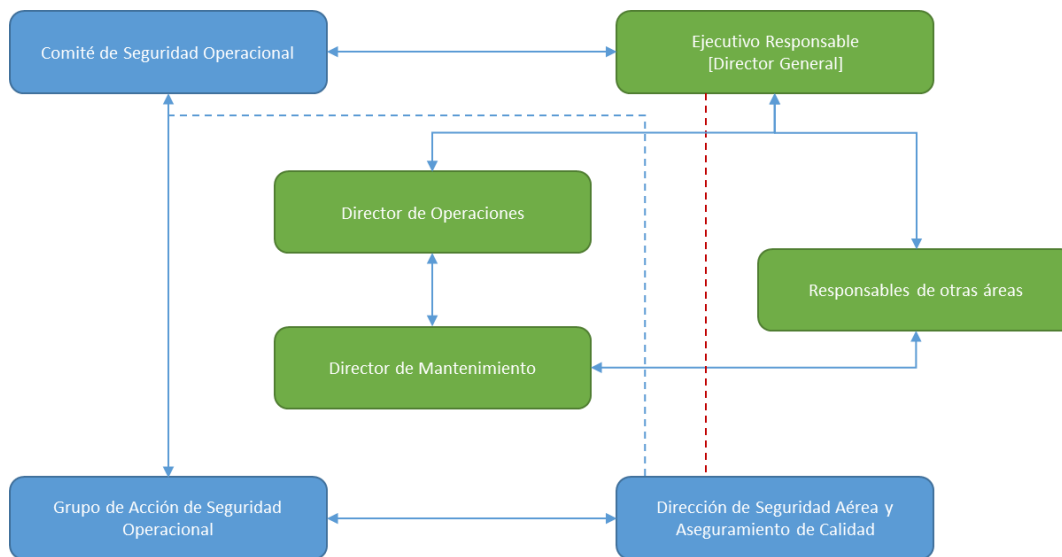 Comité de Seguridad Operacional
Ejecutivo Responsable
[Director General]
Director de Operaciones
Responsables de otras áreas
Director de Mantenimiento
Grupo de Acción de Seguridad
Operacional
Dirección de Seguridad Aérea y
Aseguramiento de Calidad